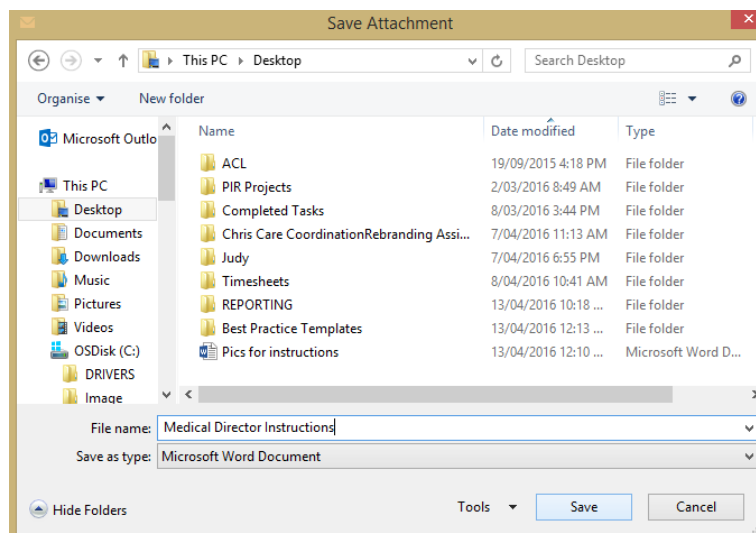 Save Attachment
This PC Desktop
Search Desktop
Organise New folder
Name Date modified Type
Microsoft Outlo
This PC
Desktop
Documents
Downloads
Music
Pictures
Videos
OSDisk (C:)
DRIVERS
Image
ACL 19/09/2015 4:18 PM File folder
PIR Projects 2/03/2016 8:49 AM File folder
Completed Tasks 8/03/2016 3:44 PM File folder
Chris Care CoordinationRebranding Assi... 7/04/2016 11:13 AM File folder
Judy 7/04/2016 6:55 PM File folder
Timesheets 8/04/2016 10:41 AM File folder
REPORTING 13/04/2016 10:18 ... File folder
Best Practice Templates 13/04/2016 12:13 ... File folder
Pics for instructions 13/04/2016 12:10 ... Microsoft Word D...
File name: Medical Director Instructions
Save as type: Microsoft Word Document
Hide Folders Tools Save Cancel